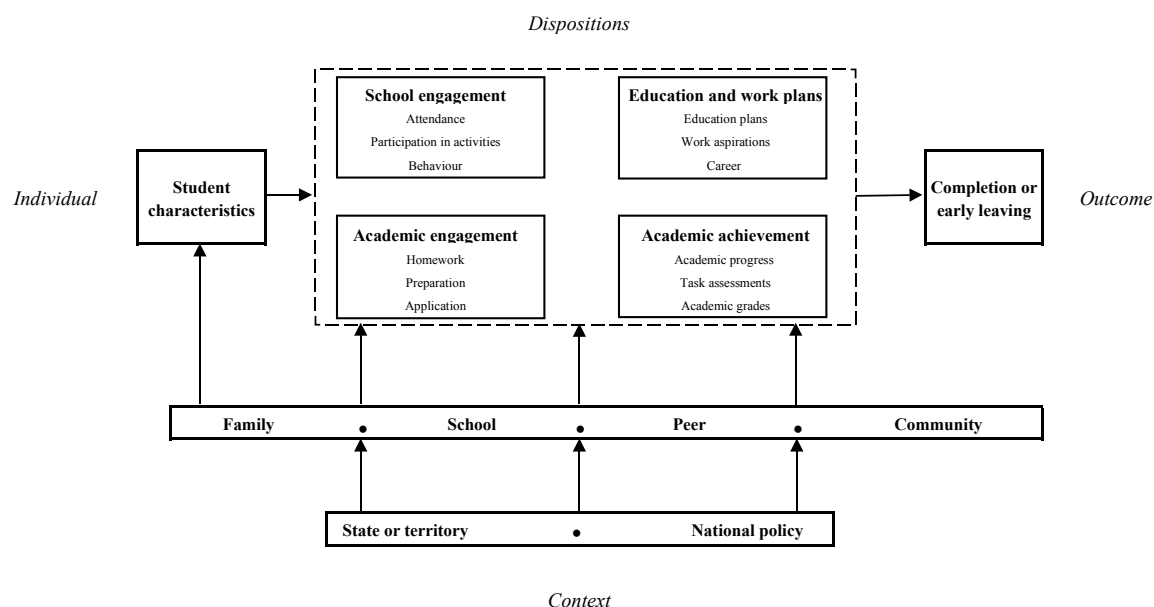 Dispositions
School engagement
Attendance
Participation in activities
Behaviour
Education and work plans
Education plans
Work aspirations
Career
Individual
Student
characteristics
Completion or
early leaving
Outcome
Academic engagement
Homework
Preparation
Application
Academic achievement
Academic progress
Task assessments
Academic grades
Family • School • Peer • Community
State or territory • National policy
Context